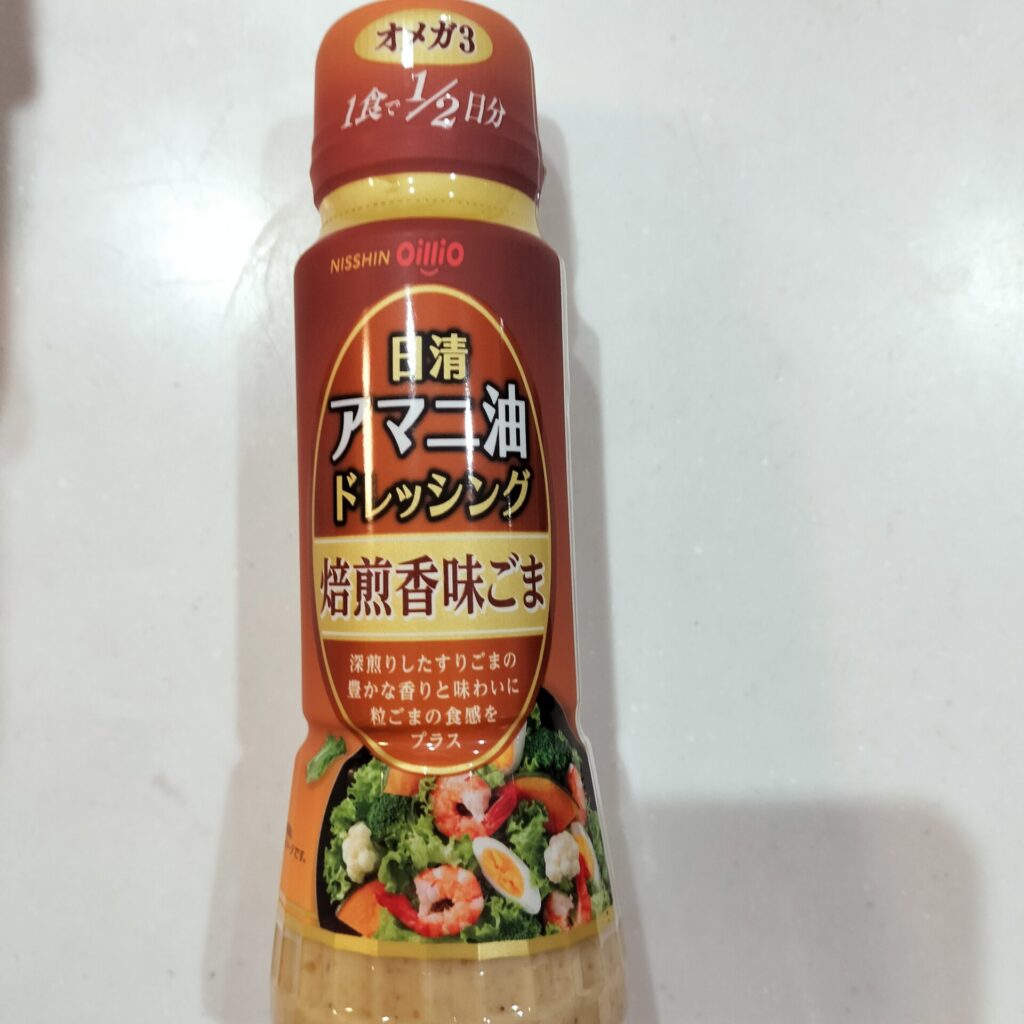 オメガ3
1食で1/2日分
NISSHIN OilliO
日清
アマニ油
ドレッシング
焙煎香味ごま
深煎りしたすりごまの
豊かな香りと味わいに
粒ごまの食感を
プラス